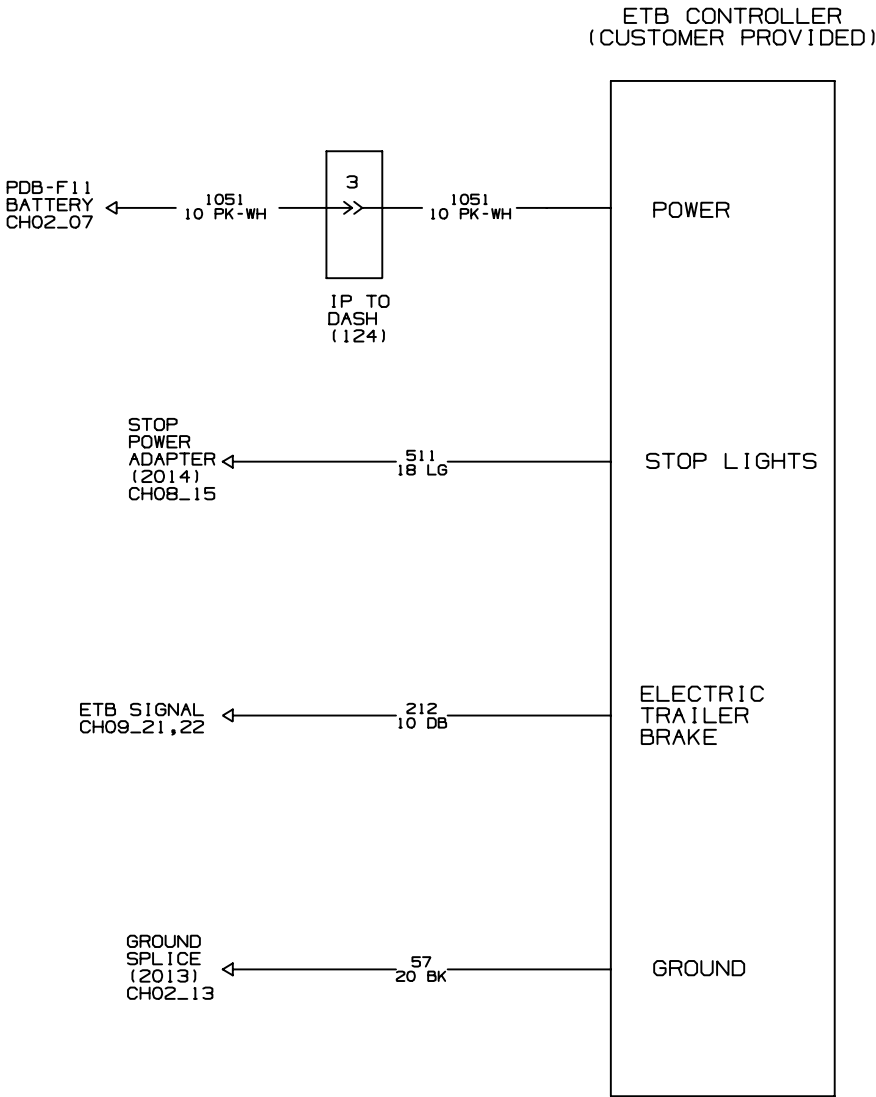 ETB CONTROLLER
(CUSTOMER PROVIDED)
PDB-F11
BATTERY
CH02_07
1051
10 PK-WH
3
1051
10 PK-WH
POWER
IP TO
DASH
(124)
STOP
POWER
ADAPTER
(2014)
CH08_15
511
18 LG
STOP LIGHTS
ETB SIGNAL
CH09_21,22
212
10 DB
ELECTRIC
TRAILER
BRAKE
GROUND
SPLICE
(2013)
CH02_13
57
20 BK
GROUND